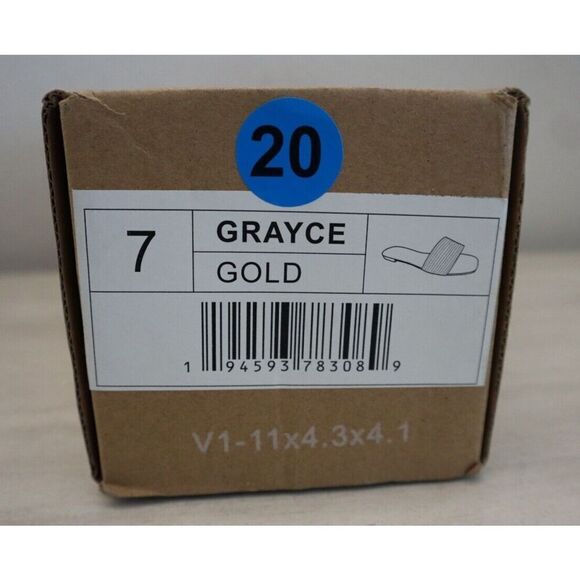 20
7
GRAYCE
GOLD
1 94593 78308 9
V1-11x4.3x4.1